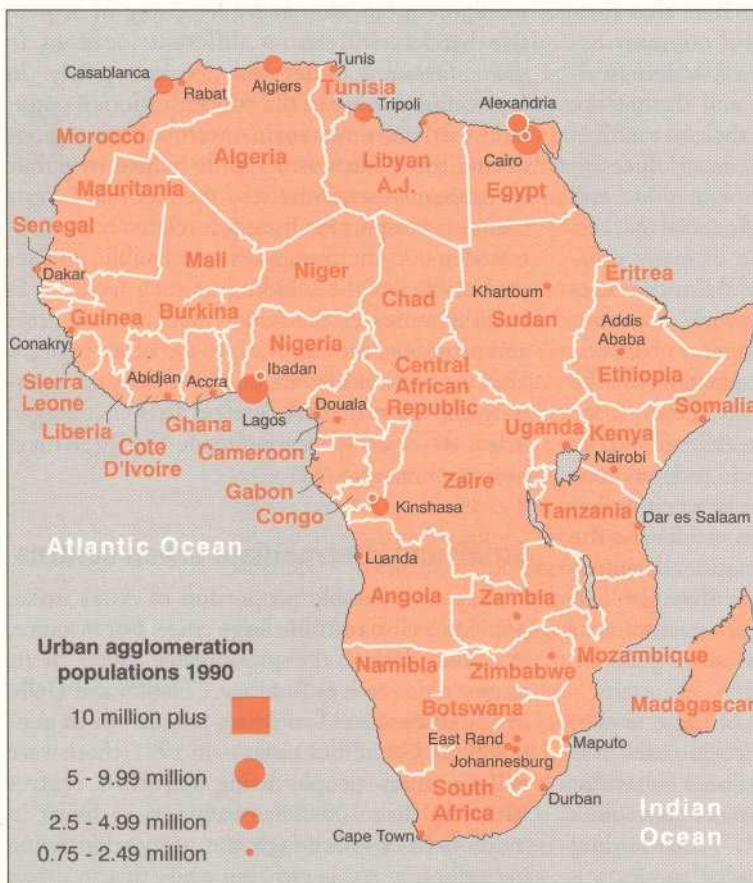 Casablanca
Rabat
Algiers
Tunis
Tunisia
Tripoli
Alexandria
Cairo
Morocco
Algeria
Libyan
A.J.
Egypt
Mauritania
Senegal
Dakar
Mali
Niger
Chad
Khartoum
Sudan
Eritrea
Guinea
Burkina
Nigeria
Ibadan
Addis
Ababa
Ethiopia
Conakry
Sierra
Leone
Abidjan
Accra
Lagos
Douala
Central
African
Republic
Liberia
Ghana
Cote
D'Ivoire
Cameroon
Somalia
Uganda
Kenya
Nairobi
Gabon
Congo
Kinshasa
Zaire
Tanzania
Dar es Salaam
Atlantic Ocean
Luanda
Angola
Zambia
Urban agglomeration
populations 1990
10 million plus
5 - 9.99 million
2.5 - 4.99 million
0.75 - 2.49 million
Namibia
Zimbabwe
Mozambique
Madagascar
Botswana
East Rand
Johannesburg
Maputo
South
Africa
Durban
Cape Town
Indian
Ocean